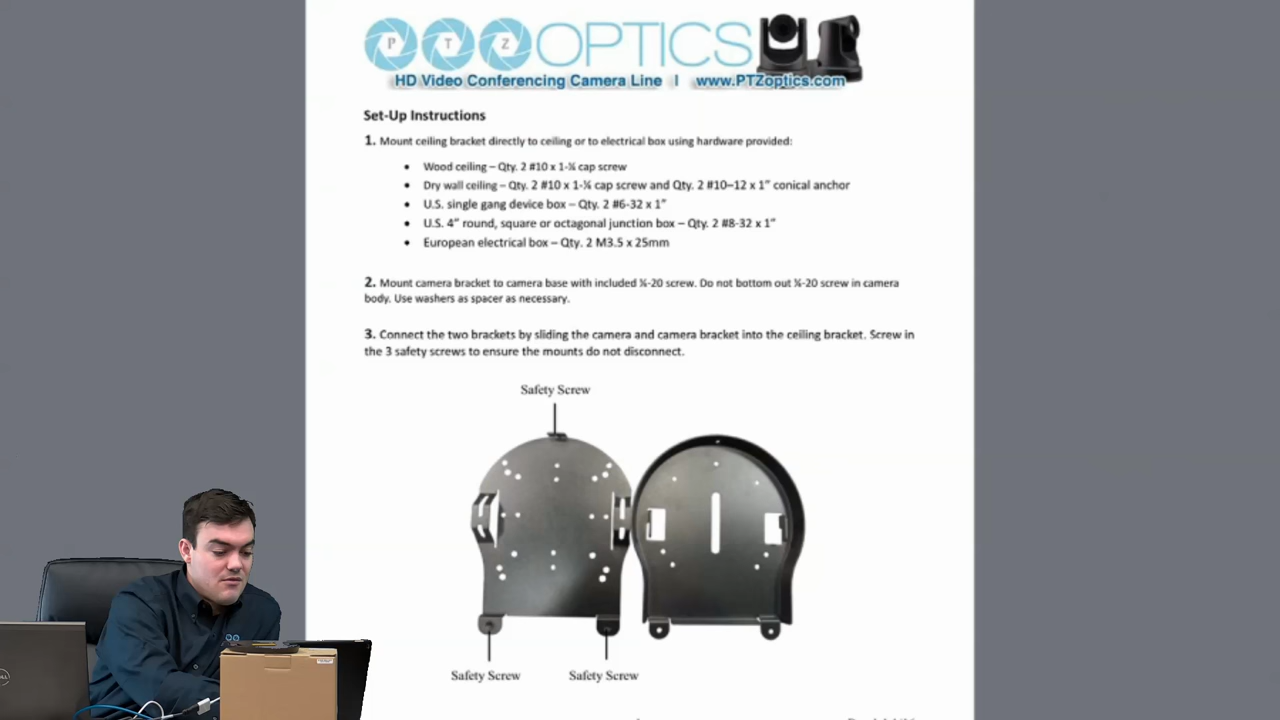 P T Z OPTICS
HD Video Conferencing Camera Line | www.PTZoptics.com
Set-Up Instructions
1. Mount ceiling bracket directly to ceiling or to electrical box using hardware provided:
• Wood ceiling – Qty. 2 #10 x 1-¼ cap screw
• Dry wall ceiling – Qty. 2 #10 x 1-¼ cap screw and Qty. 2 #10–12 x 1” conical anchor
• U.S. single gang device box – Qty. 2 #6-32 x 1”
• U.S. 4” round, square or octagonal junction box – Qty. 2 #8-32 x 1”
• European electrical box – Qty. 2 M3.5 x 25mm
2. Mount camera bracket to camera base with included ¼-20 screw. Do not bottom out ¼-20 screw in camera
body. Use washers as spacer as necessary.
3. Connect the two brackets by sliding the camera and camera bracket into the ceiling bracket. Screw in
the 3 safety screws to ensure the mounts do not disconnect.
Safety Screw
Safety Screw Safety Screw
DELL